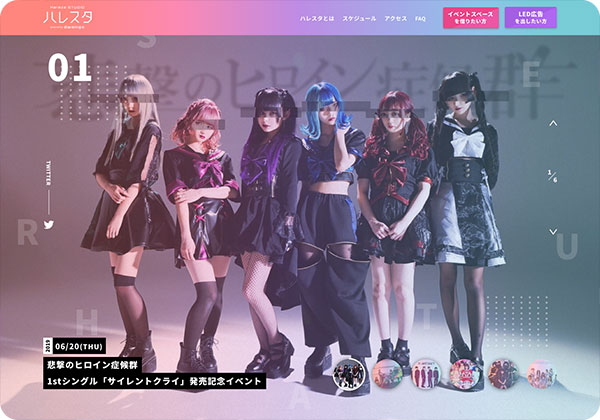 HARAJUKU STUDIO
ハレスタ
produced by dwango
ハレスタとは
スケジュール
アクセス
FAQ
イベントスペース
を借りたい方
LED広告
を出したい方
01
悲撃のヒロイン症候群
S
E
TWITTER
1/6
R
U
H
T
A
2019
06/20(THU)
悲撃のヒロイン症候群
1stシングル「サイレントクライ」発売記念イベント